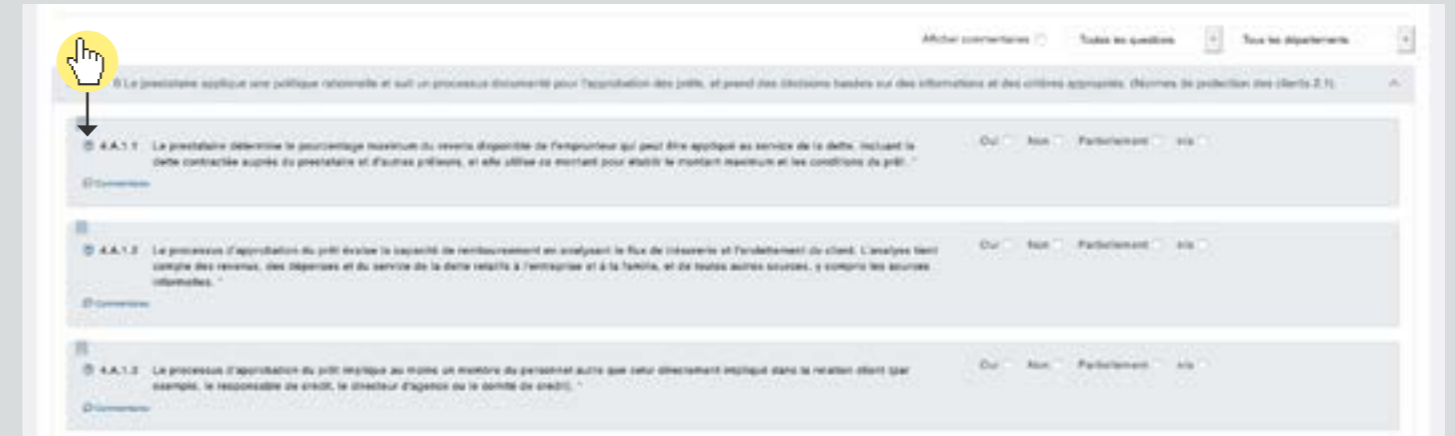 Afficher commentaires Toutes les questions Tous les départements
Le prestataire applique une politique rationnelle et suit un processus documenté pour l'approbation des prêts, et prend des décisions basées sur des informations et des critères appropriés. (Normes de protection des clients 2.1).
4.A.1.1 Le prestataire détermine le pourcentage maximum du revenu disponible de l'emprunteur qui peut être appliqué au service de la dette, incluant la Oui Non Partiellement n/a
dette contractée auprès du prestataire et d'autres prêteurs, et elle utilise ce montant pour établir le montant maximum et les conditions du prêt. *
Commentaires
4.A.1.2 Le processus d'approbation du prêt évalue la capacité de remboursement en analysant le flux de trésorerie et l'endettement du client. L'analyse tient Oui Non Partiellement n/a
compte des revenus, des dépenses et du service de la dette relatifs à l'entreprise et à la famille, et de toutes autres sources, y compris les sources
informelles. *
Commentaires
4.A.1.3 Le processus d'approbation du prêt implique au moins un membre du personnel autre que celui directement impliqué dans la relation client (par Oui Non Partiellement n/a
exemple, le responsable de crédit, le directeur d'agence ou le comité de crédit). *
Commentaires